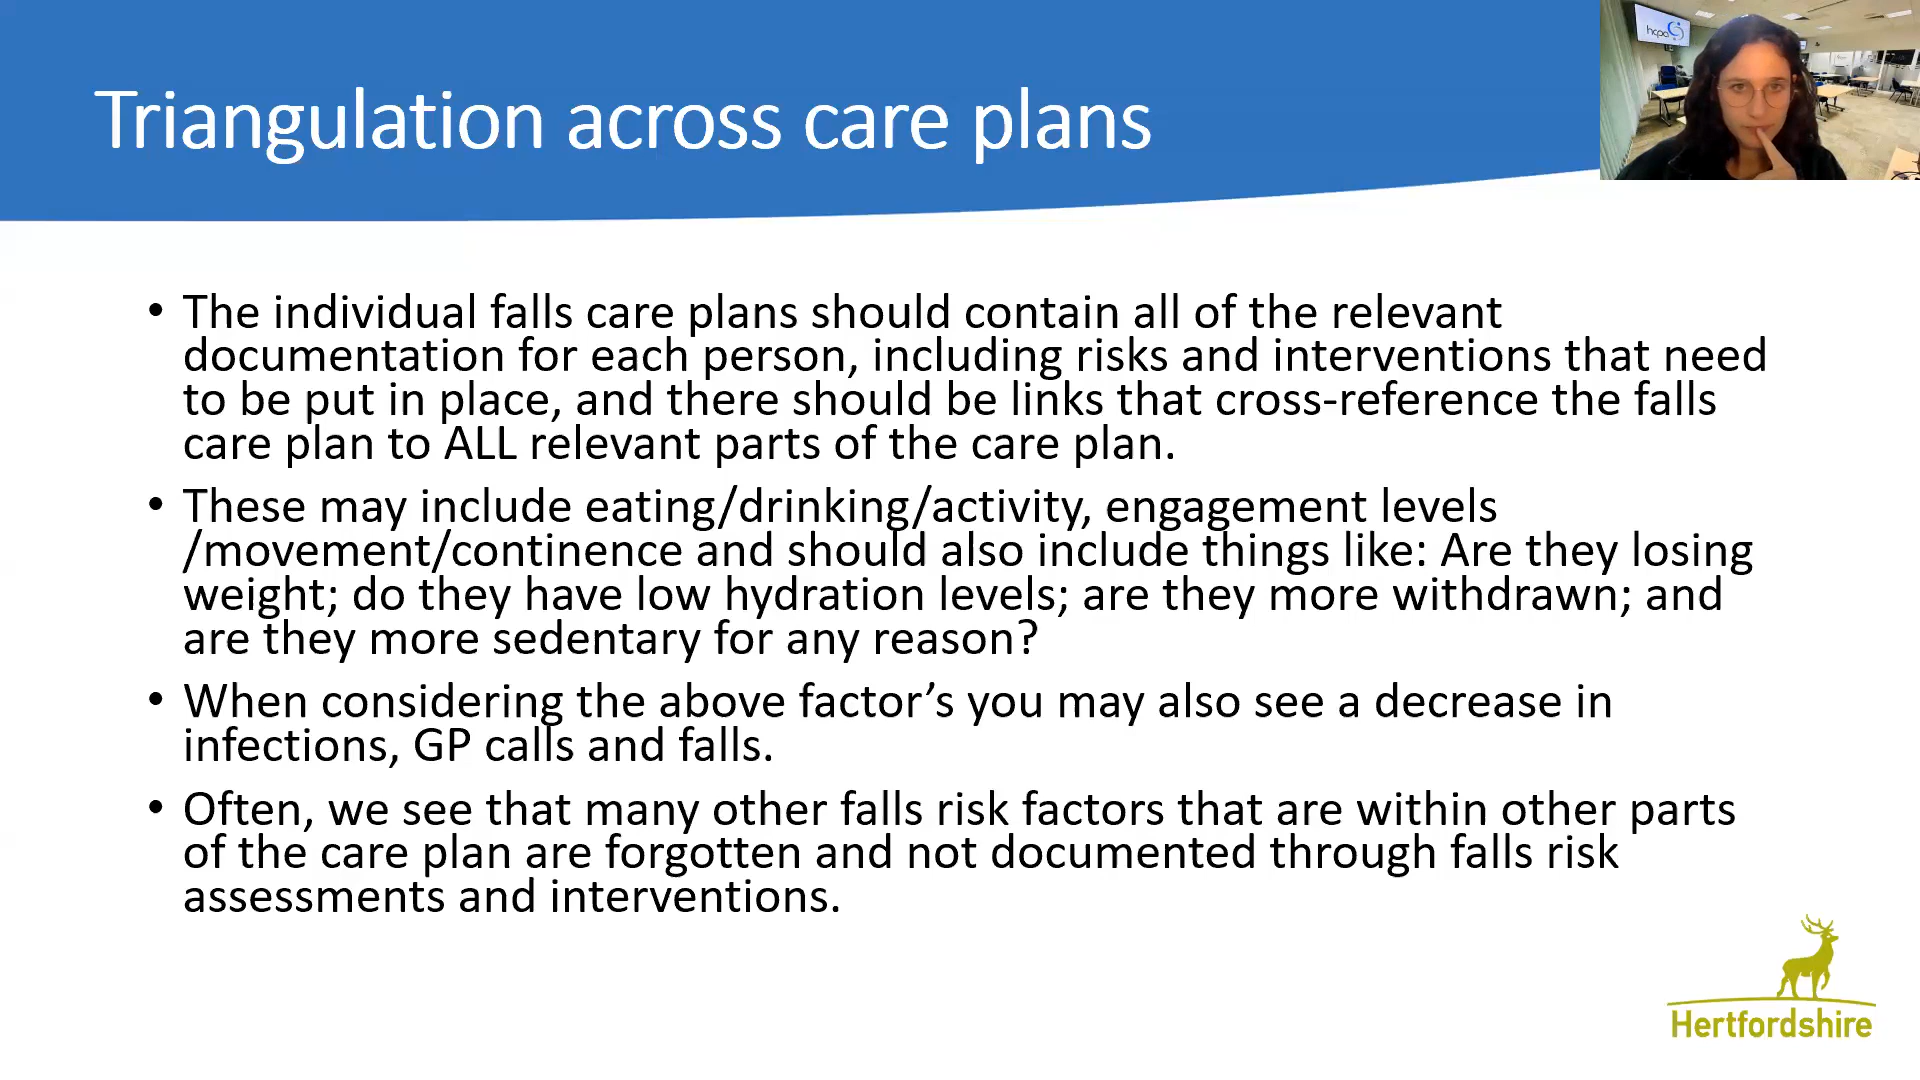 Triangulation across care plans
hcpa
• The individual falls care plans should contain all of the relevant
documentation for each person, including risks and interventions that need
to be put in place, and there should be links that cross-reference the falls
care plan to ALL relevant parts of the care plan.
• These may include eating/drinking/activity, engagement levels
/movement/continence and should also include things like: Are they losing
weight; do they have low hydration levels; are they more withdrawn; and
are they more sedentary for any reason?
• When considering the above factor’s you may also see a decrease in
infections, GP calls and falls.
• Often, we see that many other falls risk factors that are within other parts
of the care plan are forgotten and not documented through falls risk
assessments and interventions.
Hertfordshire